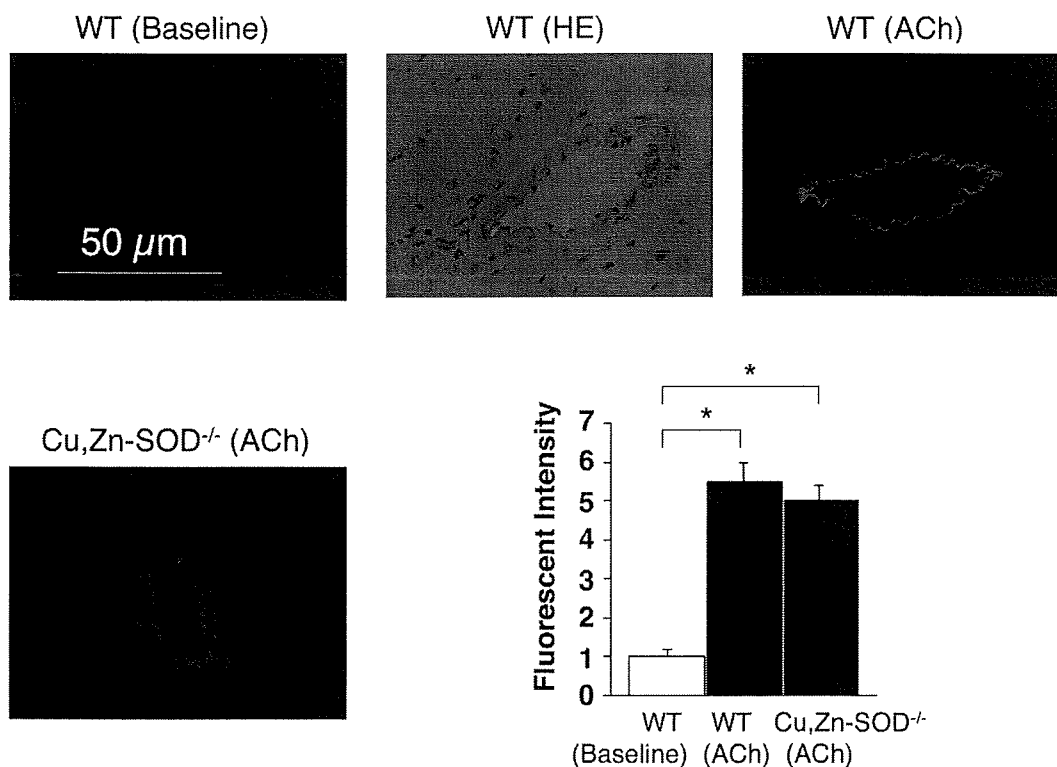 WT (Baseline)
WT (HE)
WT (ACh)
50 μm
Cu,Zn-SOD-/- (ACh)
*
*
Fluorescent Intensity
7
6
5
4
3
2
1
0
WT
(Baseline)
WT
(ACh)
Cu,Zn-SOD-/-
(ACh)